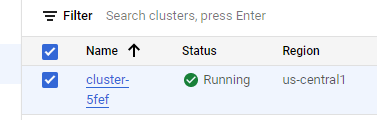 Filter Search clusters, press Enter
Name Status Region
cluster- Running us-central1
5fef